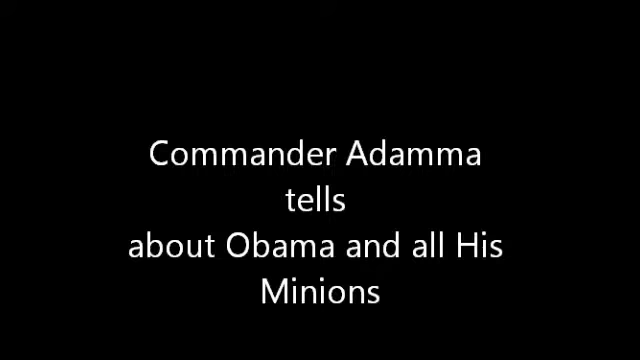 Commander Adamma
tells
about Obama and all His
Minions